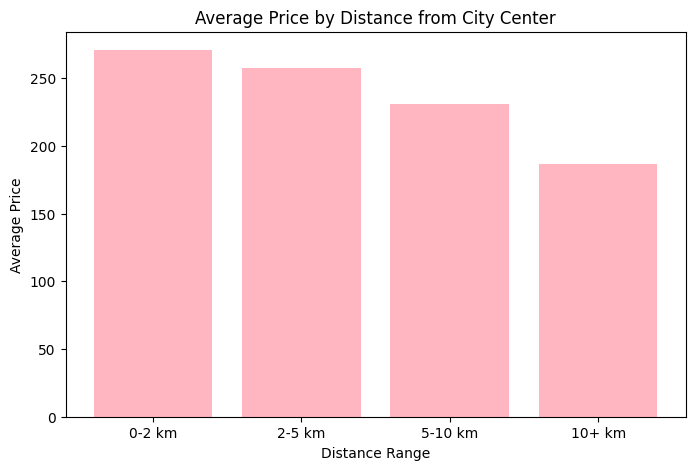 Average Price by Distance from City Center
Average Price
250
200
150
100
50
0
0-2 km 2-5 km 5-10 km 10+ km
Distance Range